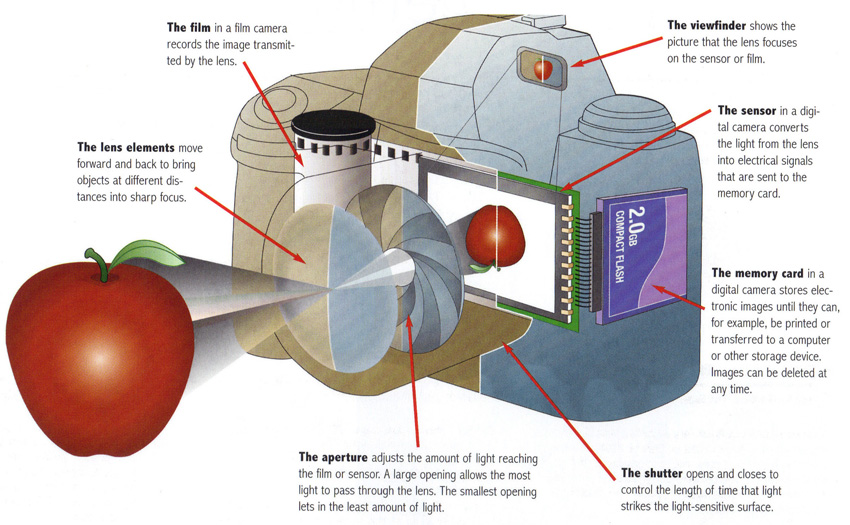 The film in a film camera
records the image transmit-
ted by the lens.
The viewfinder shows the
picture that the lens focuses
on the sensor or film.
The sensor in a digi-
tal camera converts
the light from the lens
into electrical signals
that are sent to the
memory card.
The lens elements move
forward and back to bring
objects at different dis-
tances into sharp focus.
2.0GB
COMPACT FLASH
The memory card in a
digital camera stores elec-
tronic images until they can,
for example, be printed or
transferred to a computer
or other storage device.
Images can be deleted at
any time.
The aperture adjusts the amount of light reaching
the film or sensor. A large opening allows the most
light to pass through the lens. The smallest opening
lets in the least amount of light.
The shutter opens and closes to
control the length of time that light
strikes the light-sensitive surface.